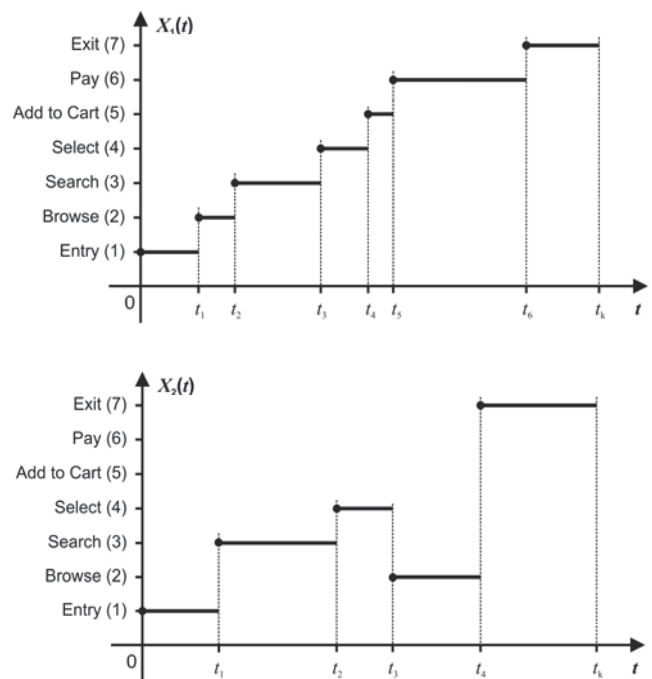 X₁(t)
Exit (7)
Pay (6)
Add to Cart (5)
Select (4)
Search (3)
Browse (2)
Entry (1)
0 t₁ t₂ t₃ t₄ t₅ t₆ tₖ t
X₂(t)
Exit (7)
Pay (6)
Add to Cart (5)
Select (4)
Search (3)
Browse (2)
Entry (1)
0 t₁ t₂ t₃ t₄ tₖ t